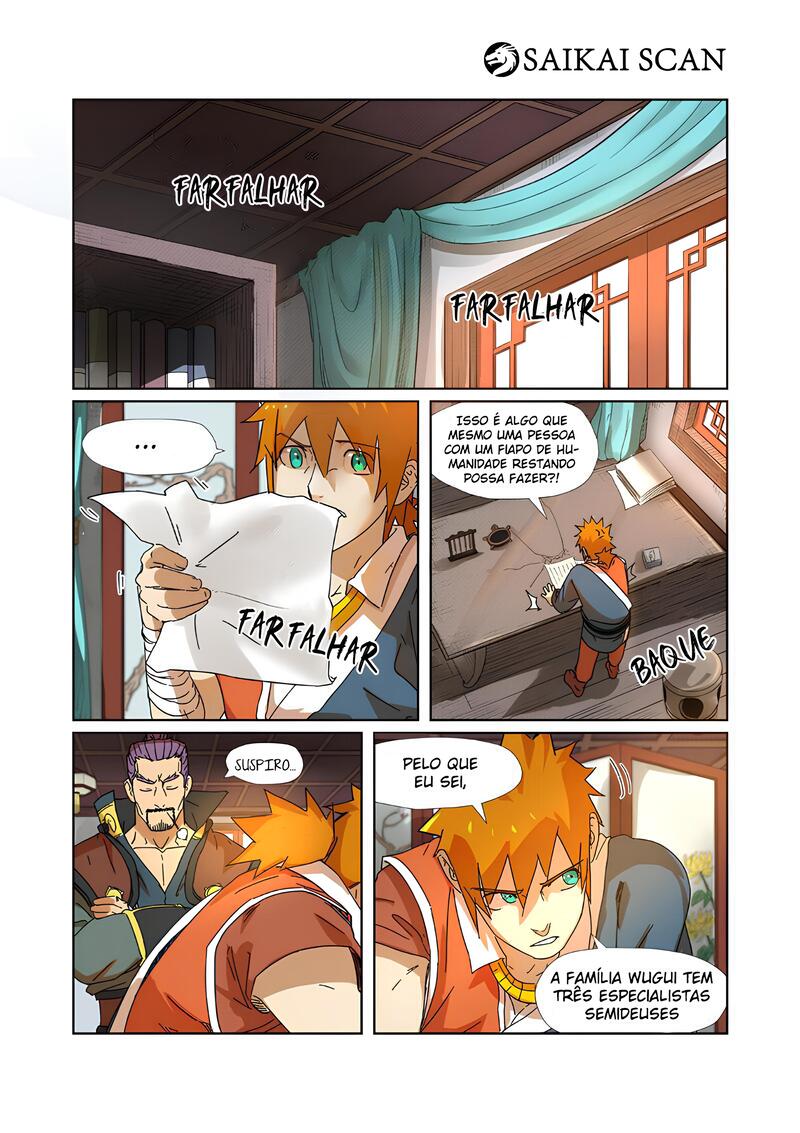 SAIKAI SCAN
FARFALHAR
FARFALHAR
...
FARFALHAR
ISSO É ALGO QUE
MESMO UMA PESSOA
COM UM FIAPO DE HU-
MANIDADE RESTANDO
POSSA FAZER?!
BAQUE
SUSPIRO...
PELO QUE
EU SEI,
A FAMÍLIA WUGUI TEM
TRÊS ESPECIALISTAS
SEMIDEUSES